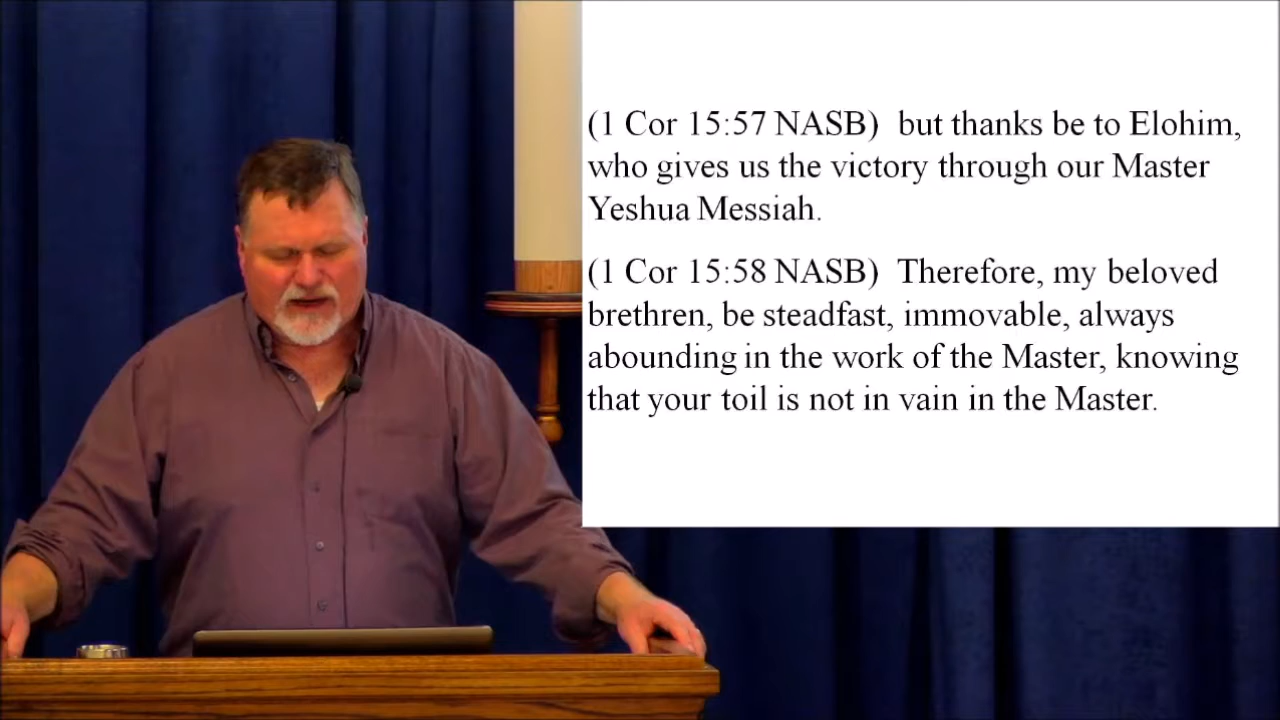 (1 Cor 15:57 NASB)  but thanks be to Elohim,
who gives us the victory through our Master
Yeshua Messiah.
(1 Cor 15:58 NASB)  Therefore, my beloved
brethren, be steadfast, immovable, always
abounding in the work of the Master, knowing
that your toil is not in vain in the Master.